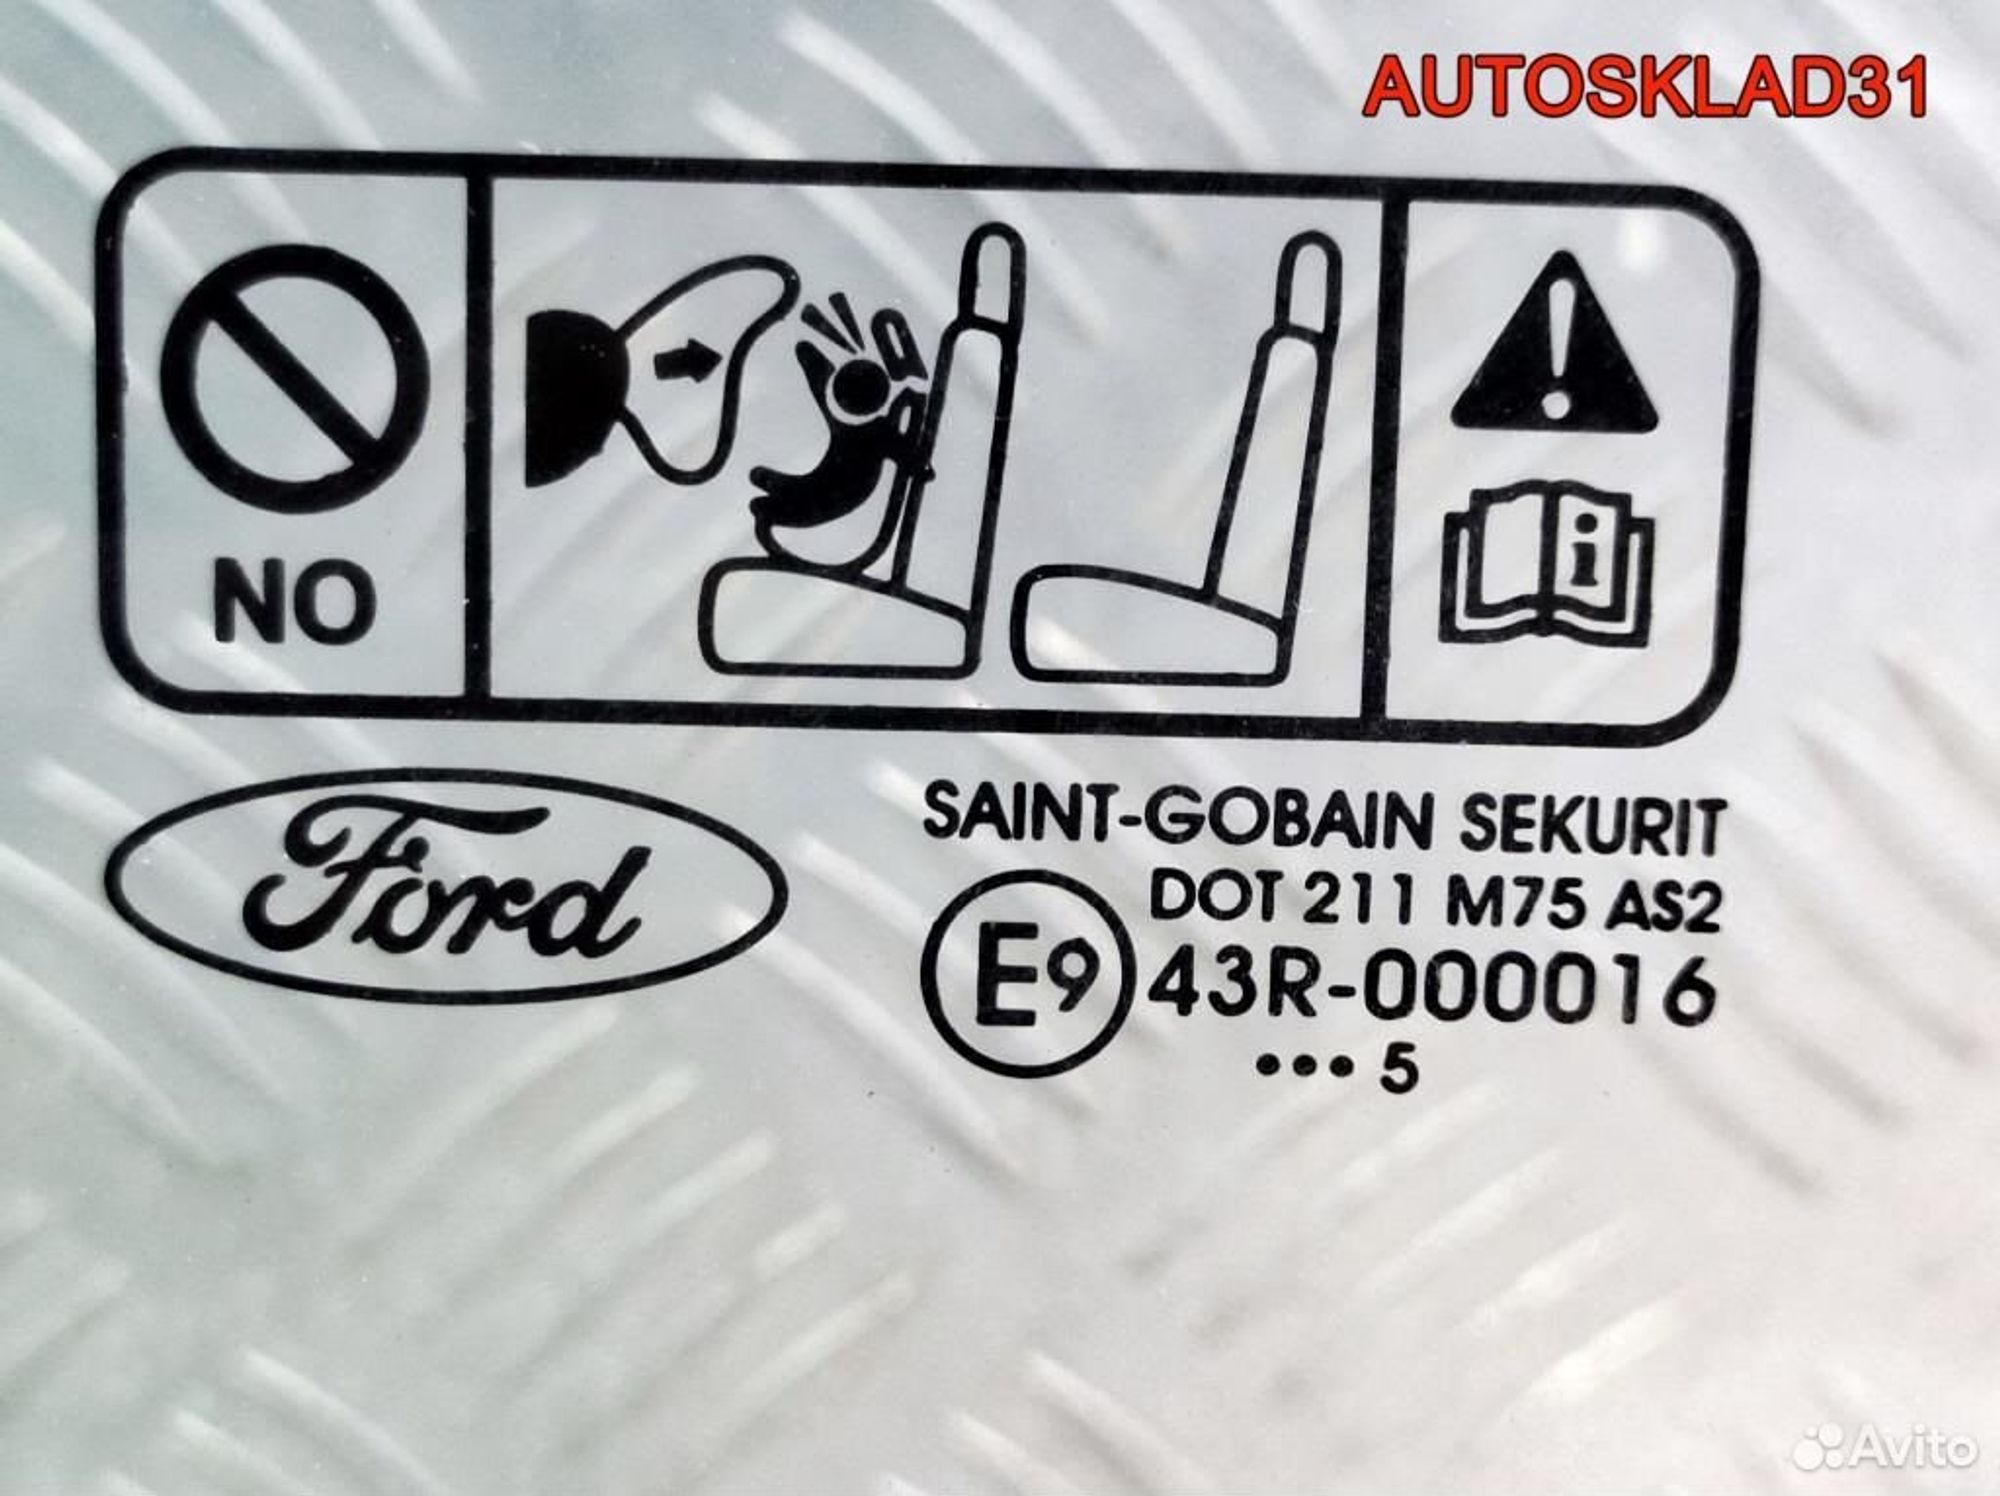 AUTOSKLAD31
NO
i
Ford
SAINT-GOBAIN SEKURIT
DOT 211 M75 AS2
E9 43R-000016
••• 5
Avito